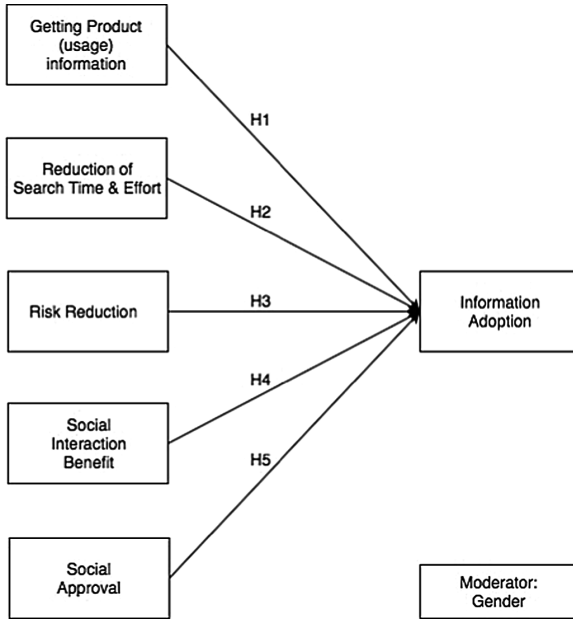 Getting Product
(usage)
information
H1
Reduction of
Search Time & Effort
H2
Risk Reduction
H3
Information
Adoption
H4
Social
Interaction
Benefit
H5
Social
Approval
Moderator:
Gender